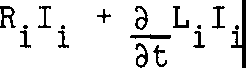 RᵢIᵢ + ∂/∂t LᵢIᵢ